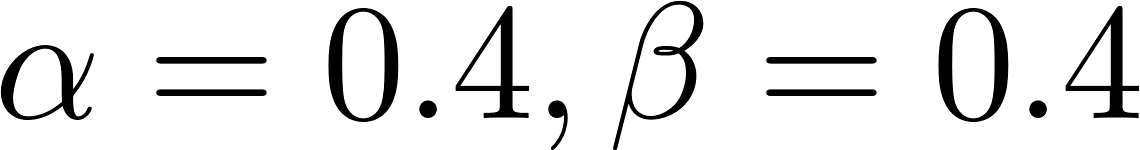 α = 0.4, β = 0.4